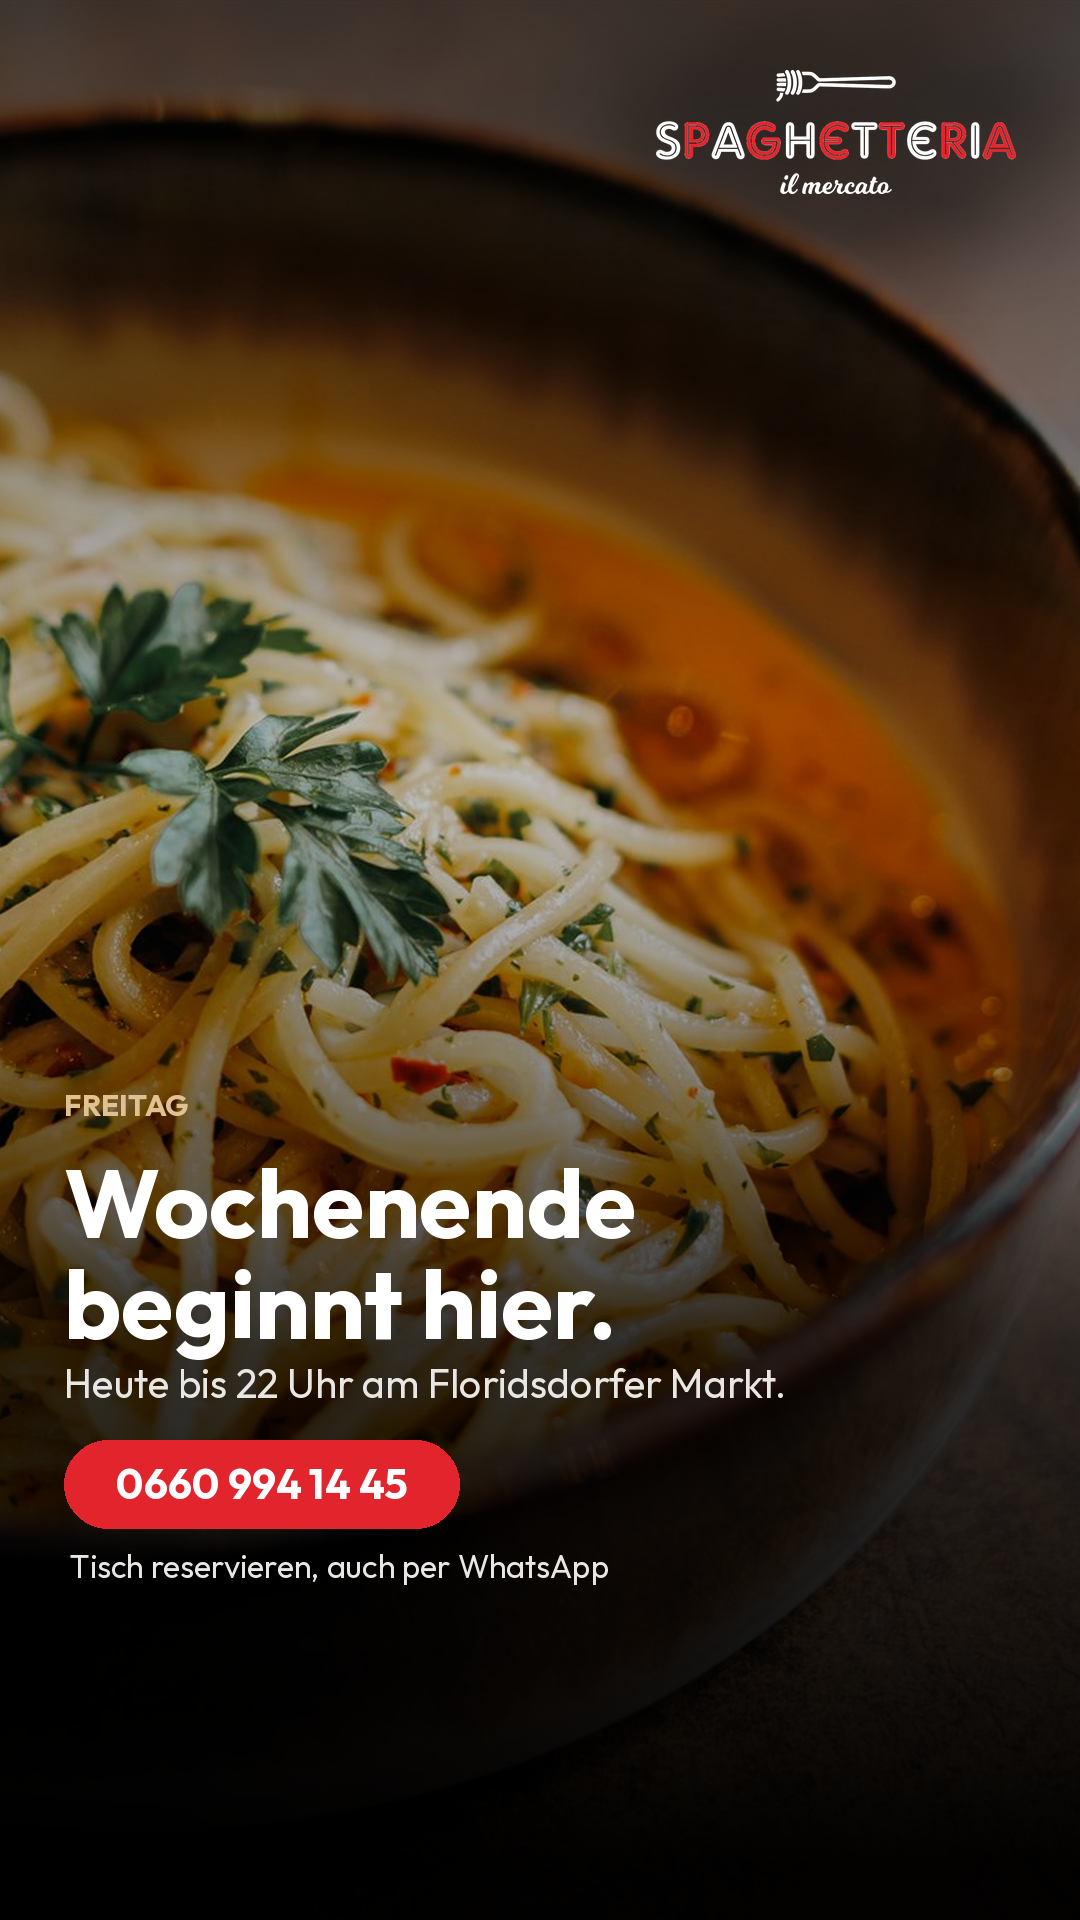 SPAGHETTERIA
il mercato
FREITAG
Wochenende
beginnt hier.
Heute bis 22 Uhr am Floridsdorfer Markt.
0660 994 14 45
Tisch reservieren, auch per WhatsApp